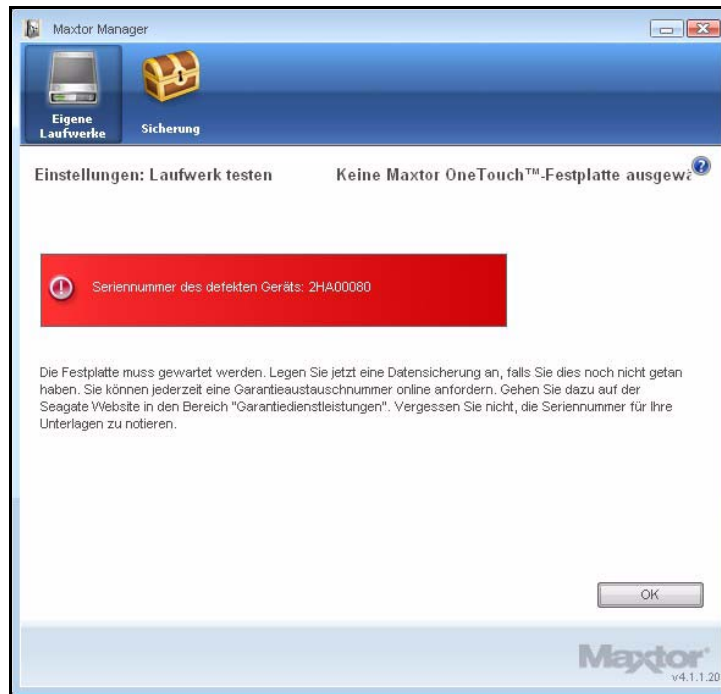 Maxtor Manager
Eigene
Laufwerke
Sicherung
Einstellungen: Laufwerk testen
Keine Maxtor OneTouch™-Festplatte ausgewä
Seriennummer des defekten Geräts: 2HA00080
Die Festplatte muss gewartet werden. Legen Sie jetzt eine Datensicherung an, falls Sie dies noch nicht getan
haben. Sie können jederzeit eine Garantieaustauschnummer online anfordern. Gehen Sie dazu auf der
Seagate Website in den Bereich "Garantiedienstleistungen". Vergessen Sie nicht, die Seriennummer für Ihre
Unterlagen zu notieren.
OK
Maxtor
v4.1.1.20